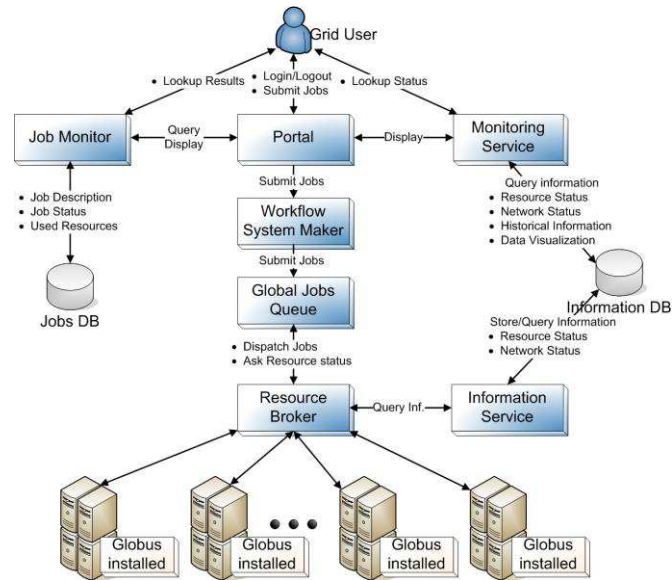 Grid User
• Lookup Results
• Login/Logout
• Submit Jobs
• Lookup Status
Job Monitor
Query
Display
Portal
Display
Monitoring
Service
• Job Description
• Job Status
• Used Resources
Submit Jobs
Query information
• Resource Status
• Network Status
• Historical Information
• Data Visualization
Workflow
System Maker
Submit Jobs
Jobs DB
Global Jobs
Queue
Information DB
• Dispatch Jobs
• Ask Resource status
Store/Query Information
• Resource Status
• Network Status
Resource
Broker
Query Inf.
Information
Service
Globus
installed
Globus
installed
Globus
installed
Globus
installed